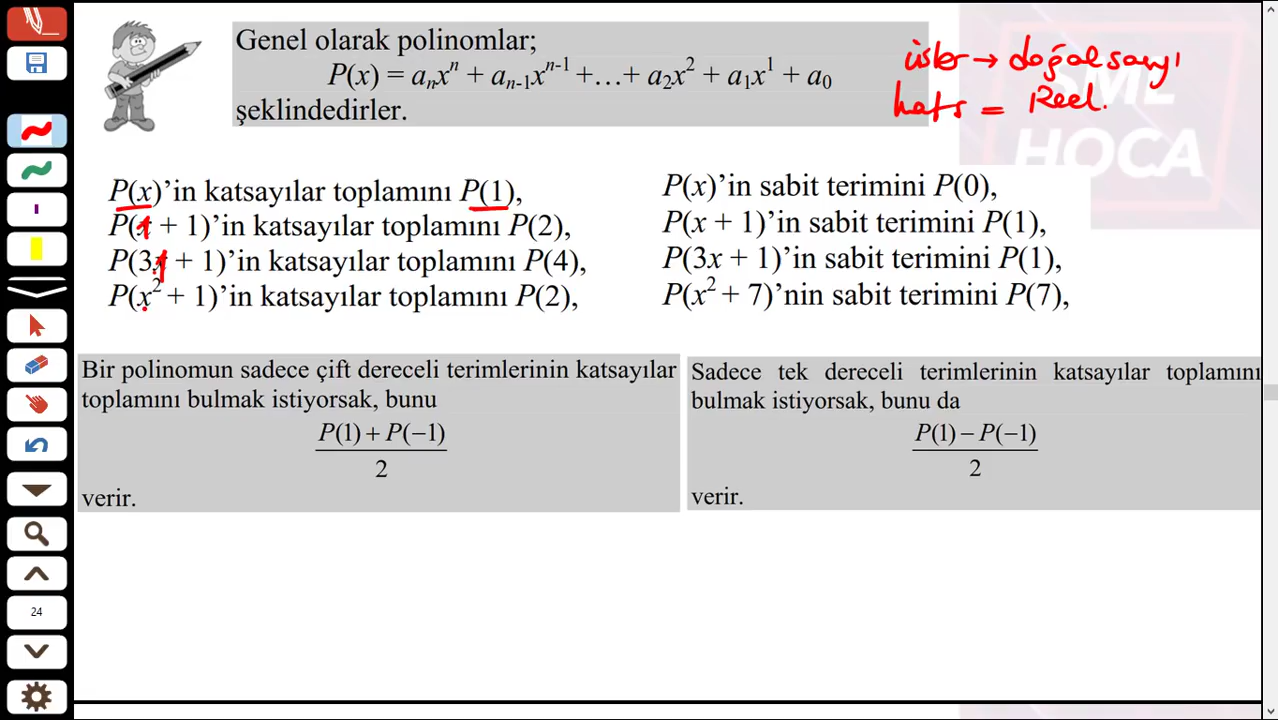 Genel olarak polinomlar;
P(x) = aₙxⁿ + aₙ₋₁xⁿ⁻¹ +…+ a₂x² + a₁x¹ + a₀
şeklindedirler.
üsler → doğal sayı
kats = Reel.
SML
HOCA
P(x)’in katsayılar toplamını P(1),
P(x + 1)’in katsayılar toplamını P(2),
P(3x + 1)’in katsayılar toplamını P(4),
P(x² + 1)’in katsayılar toplamını P(2),
P(x)’in sabit terimini P(0),
P(x + 1)’in sabit terimini P(1),
P(3x + 1)’in sabit terimini P(1),
P(x² + 7)’nin sabit terimini P(7),
Bir polinomun sadece çift dereceli terimlerinin katsayılar
toplamını bulmak istiyorsak, bunu
P(1) + P(−1)
2
verir.
Sadece tek dereceli terimlerinin katsayılar toplamını
bulmak istiyorsak, bunu da
P(1) − P(−1)
2
verir.
24